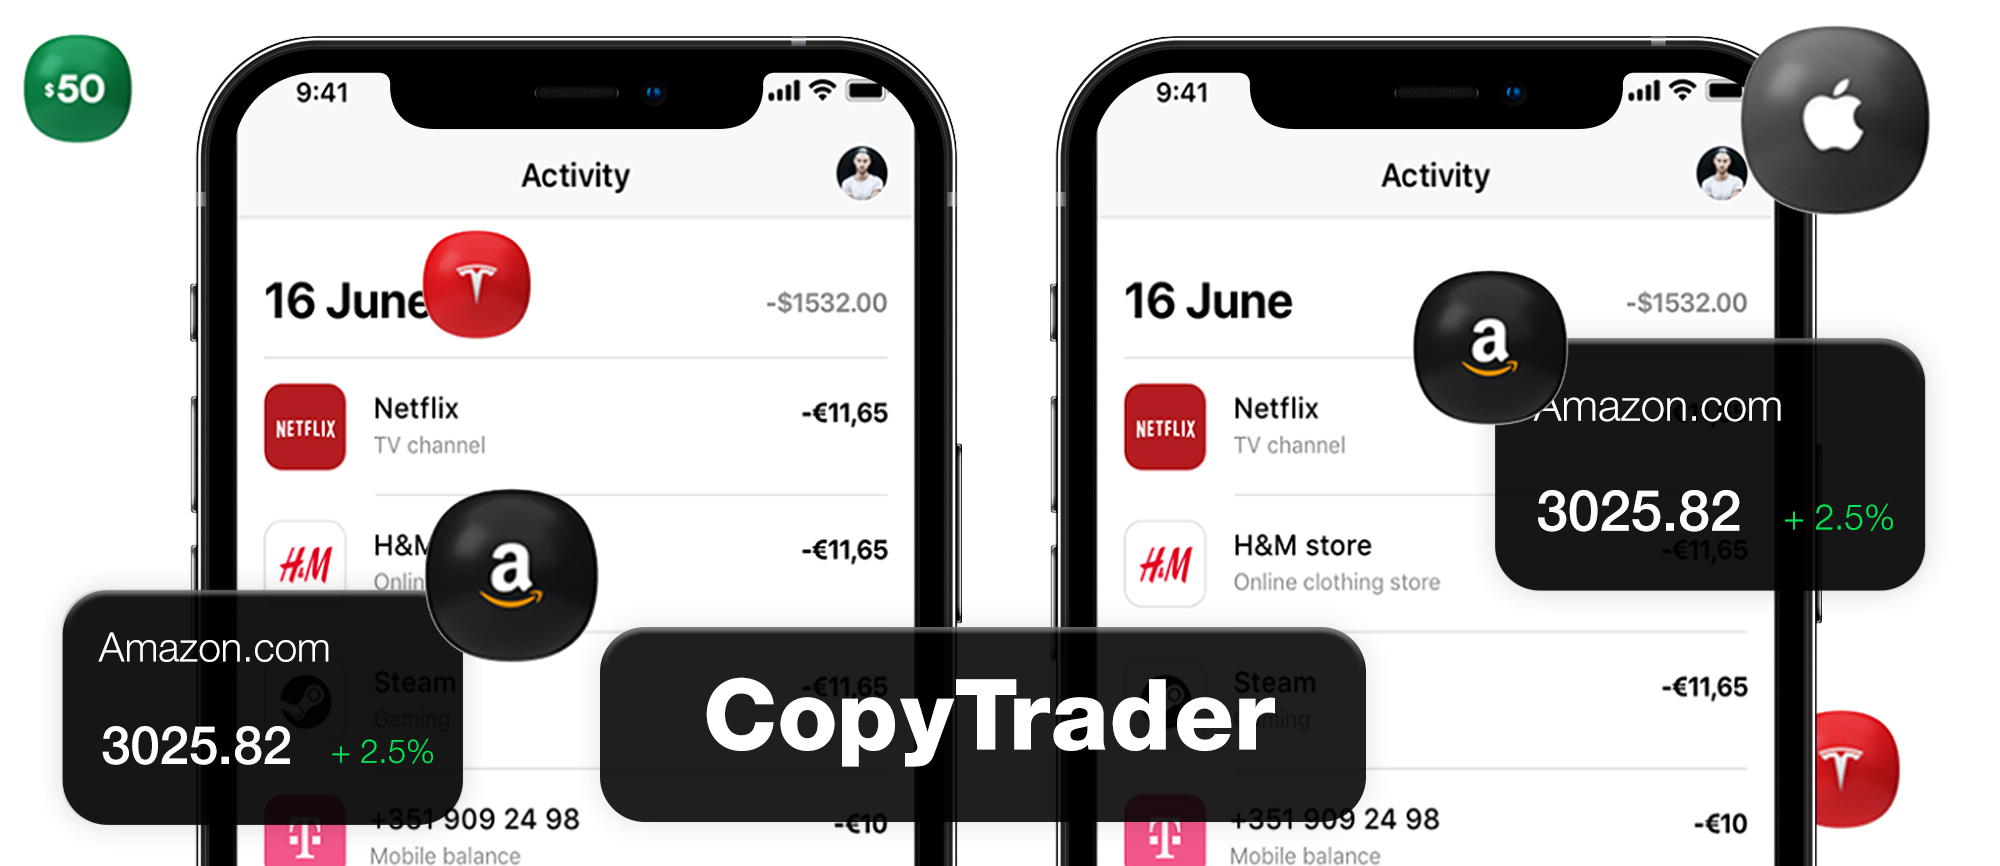 $50
9:41
Activity
16 June
-$1532.00
NETFLIX
Netflix
-€11,65
TV channel
H&M
H&M
-€11,65
Onlin
a
Amazon.com
3025.82 + 2.5%
Steam
-€11,65
Gaming
T
+351 909 24 98
-€10
Mobile balance
CopyTrader
9:41
Activity
16 June
-$1532.00
NETFLIX
Netflix
TV channel
a
Amazon.com
3025.82 + 2.5%
H&M
H&M store
-€11,65
Online clothing store
Steam
-€11,65
Gaming
T
+351 909 24 98
-€10
Mobile balance